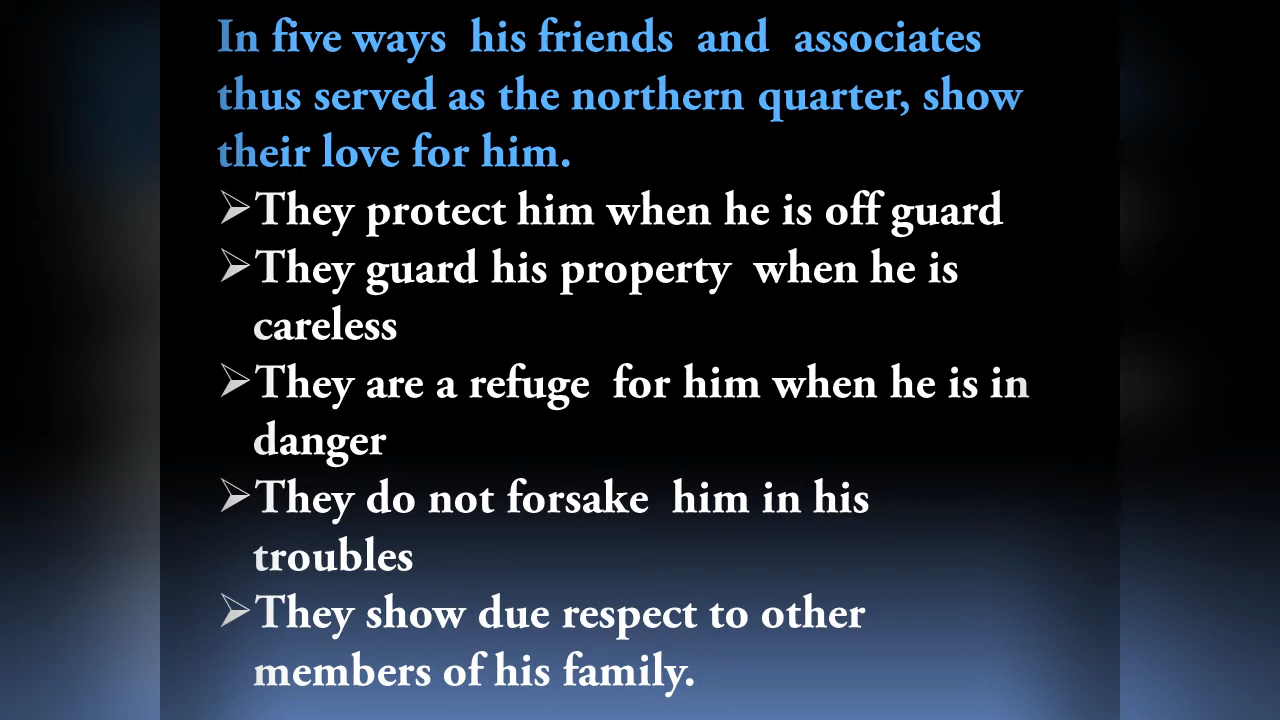 In five ways his friends and associates
thus served as the northern quarter, show
their love for him.
➢They protect him when he is off guard
➢They guard his property when he is
careless
➢They are a refuge for him when he is in
danger
➢They do not forsake him in his
troubles
➢They show due respect to other
members of his family.